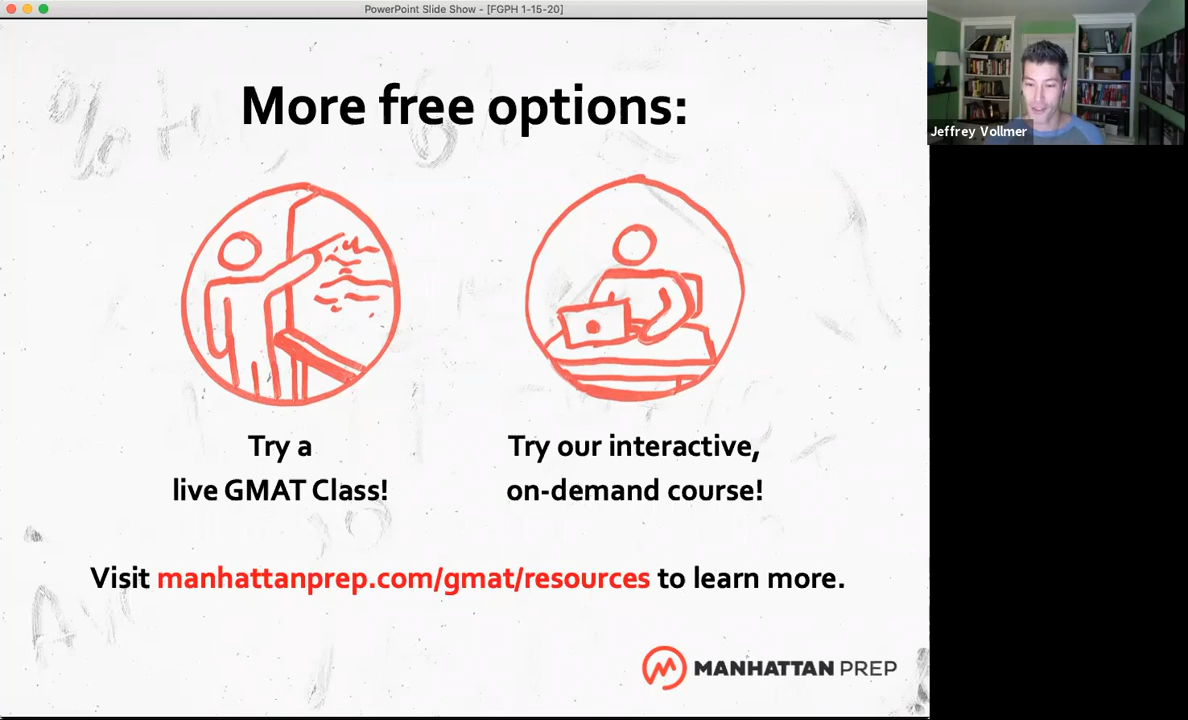 PowerPoint Slide Show - [FGPH 1-15-20]
Jeffrey Vollmer
More free options:
Try a
live GMAT Class!
Try our interactive,
on-demand course!
Visit manhattanprep.com/gmat/resources to learn more.
MANHATTAN PREP